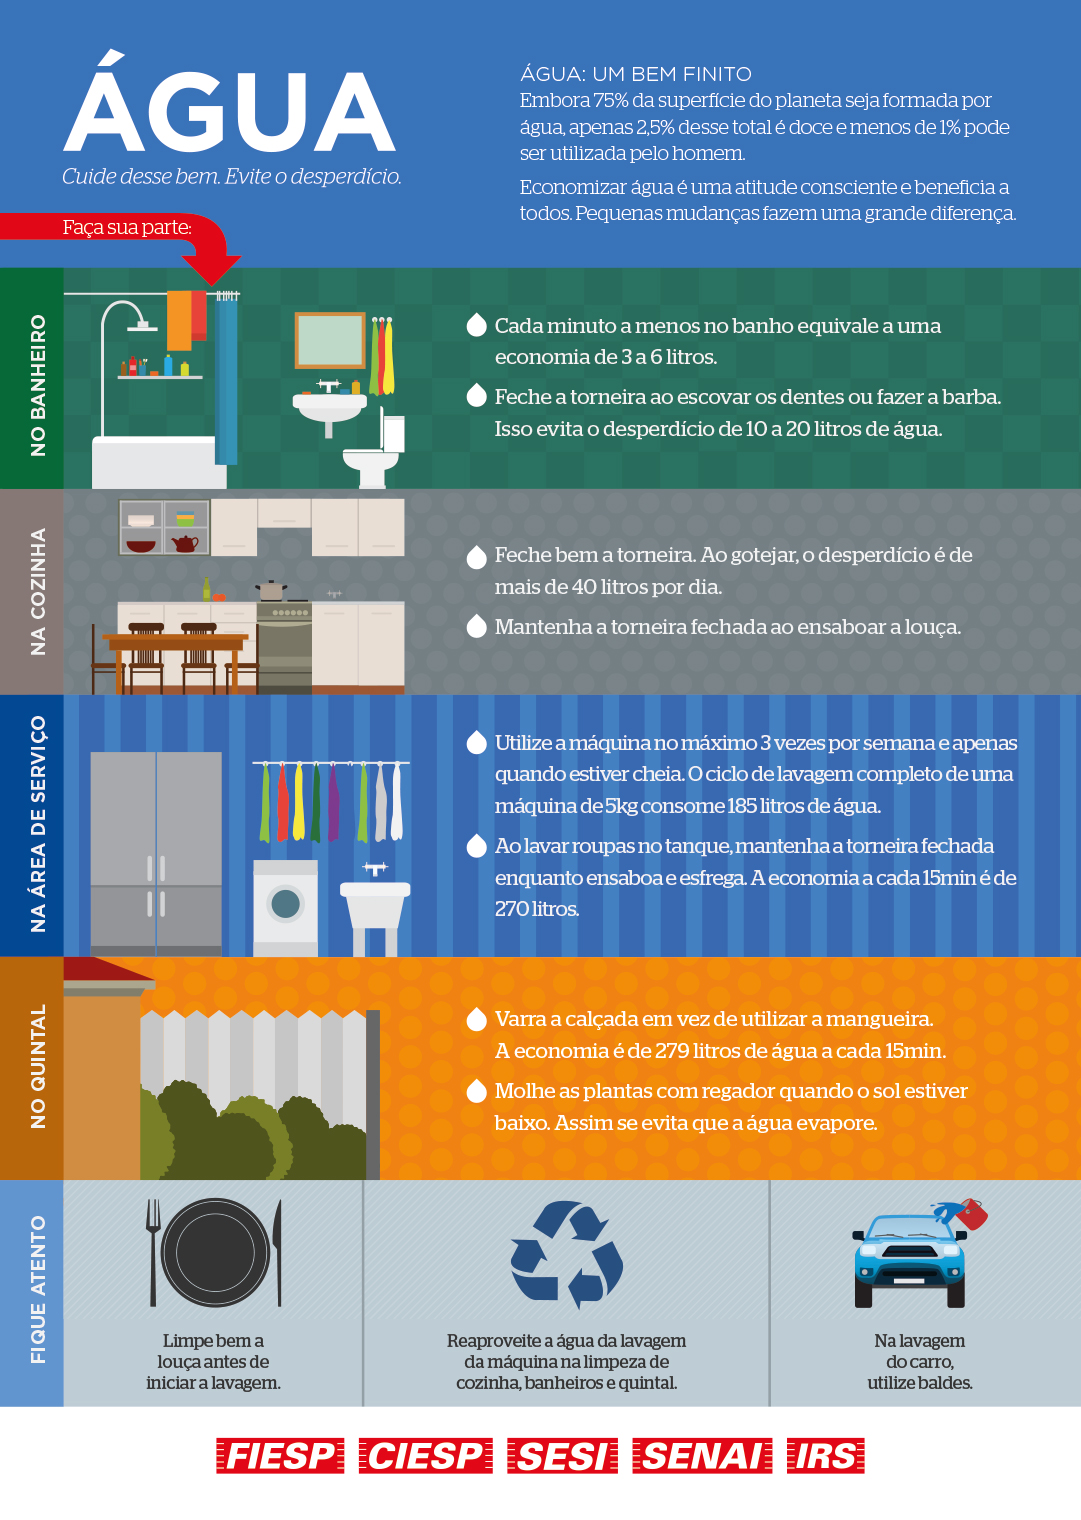 ÁGUA
Cuide desse bem. Evite o desperdício.
ÁGUA: UM BEM FINITO
Embora 75% da superfície do planeta seja formada por
água, apenas 2,5% desse total é doce e menos de 1% pode
ser utilizada pelo homem.
Economizar água é uma atitude consciente e beneficia a
todos. Pequenas mudanças fazem uma grande diferença.
Faça sua parte:
NO BANHEIRO
Cada minuto a menos no banho equivale a uma
economia de 3 a 6 litros.
Feche a torneira ao escovar os dentes ou fazer a barba.
Isso evita o desperdício de 10 a 20 litros de água.
NA COZINHA
Feche bem a torneira. Ao gotejar, o desperdício é de
mais de 40 litros por dia.
Mantenha a torneira fechada ao ensaboar a louça.
NA ÁREA DE SERVIÇO
Utilize a máquina no máximo 3 vezes por semana e apenas
quando estiver cheia. O ciclo de lavagem completo de uma
máquina de 5kg consome 185 litros de água.
Ao lavar roupas no tanque, mantenha a torneira fechada
enquanto ensaboa e esfrega. A economia a cada 15min é de
270 litros.
NO QUINTAL
Varra a calçada em vez de utilizar a mangueira.
A economia é de 279 litros de água a cada 15min.
Molhe as plantas com regador quando o sol estiver
baixo. Assim se evita que a água evapore.
FIQUE ATENTO
Limpe bem a
louça antes de
iniciar a lavagem.
Reaproveite a água da lavagem
da máquina na limpeza de
cozinha, banheiros e quintal.
Na lavagem
do carro,
utilize baldes.
FIESP CIESP SESI SENAI IRS